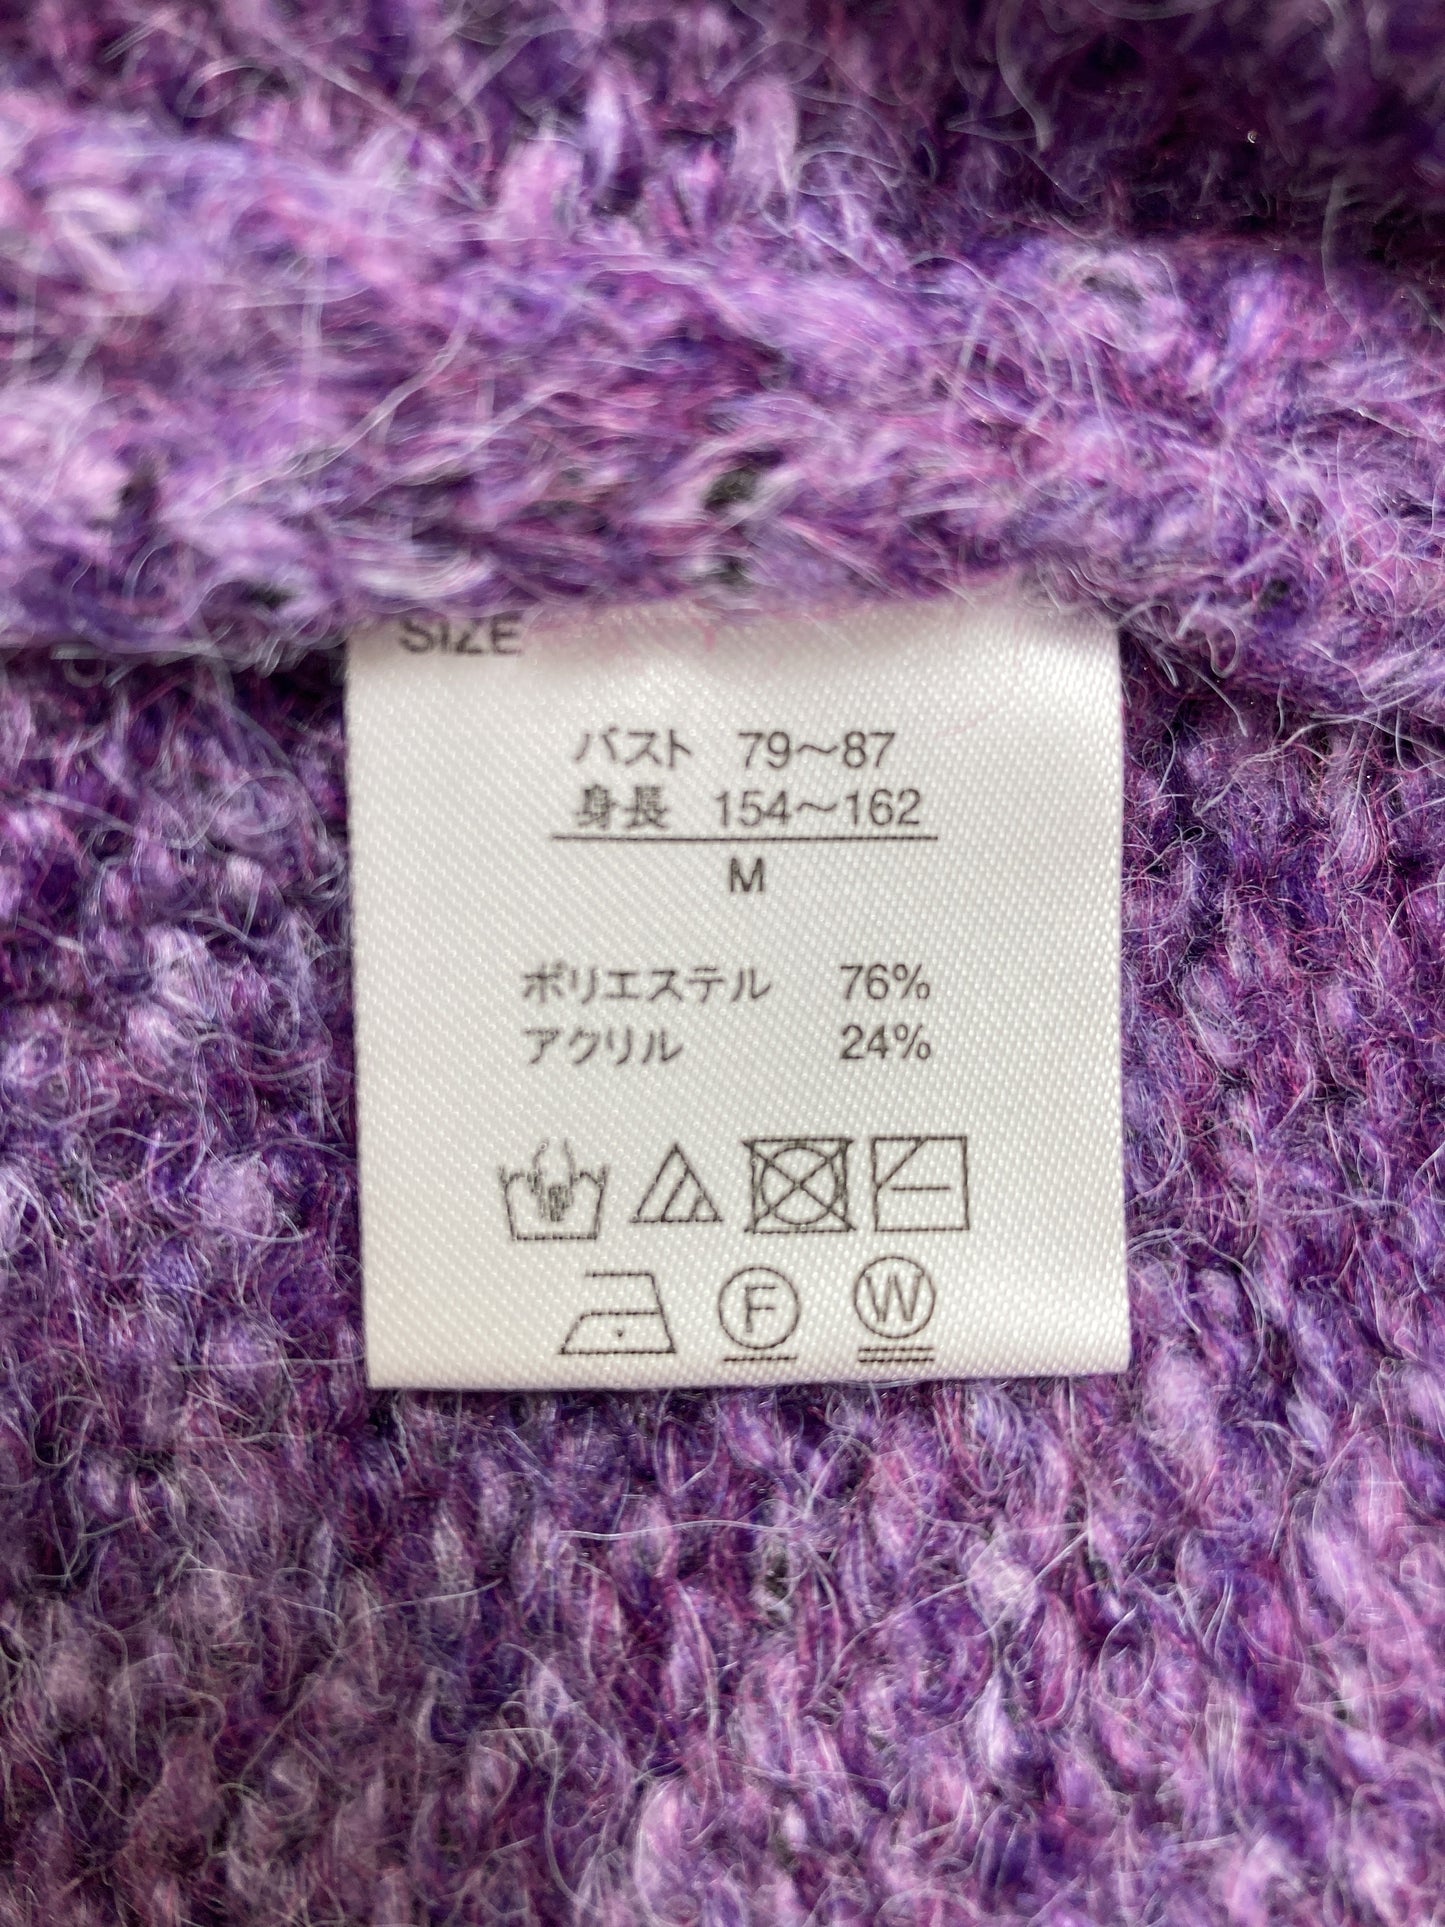 SIZE
バスト 79～87
身長 154～162
M
ポリエステル 76%
アクリル 24%
F
W